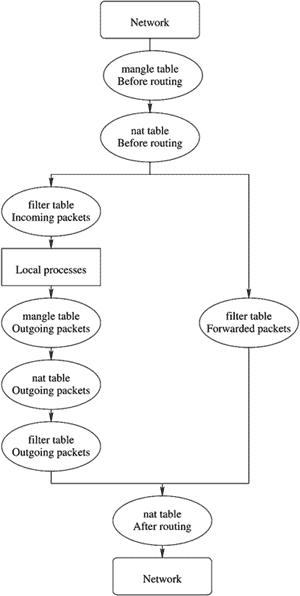 Network
mangle table
Before routing
nat table
Before routing
filter table
Incoming packets
Local processes
mangle table
Outgoing packets
filter table
Forwarded packets
nat table
Outgoing packets
filter table
Outgoing packets
nat table
After routing
Network